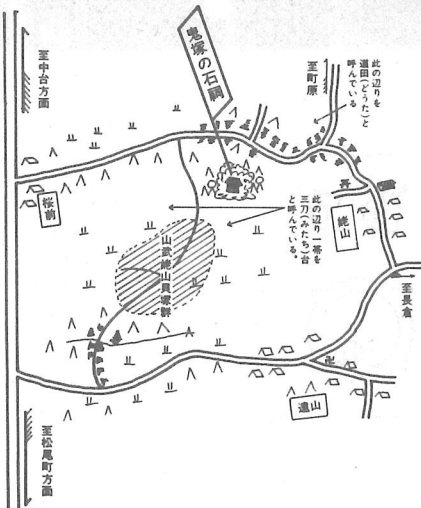 鬼塚の石祠
至中台方面
至町原
此の辺りを
道田(どうた)と
呼んでいる
此の辺り一帯を
三刀(みたち)台
と呼んでいる。
桜前
姥山
山武姥山貝塚群
至長倉
遠山
至松尾町方面